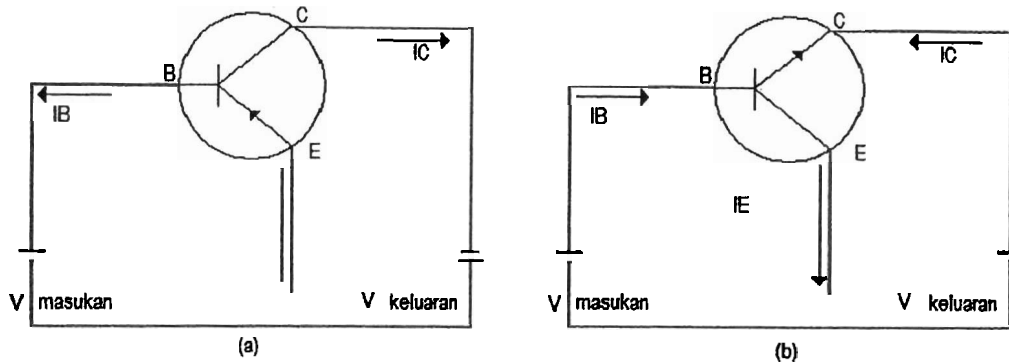 C
IC
B
IB
E
V masukan
V keluaran
(a)
C
IC
B
IB
E
IE
V masukan
V keluaran
(b)